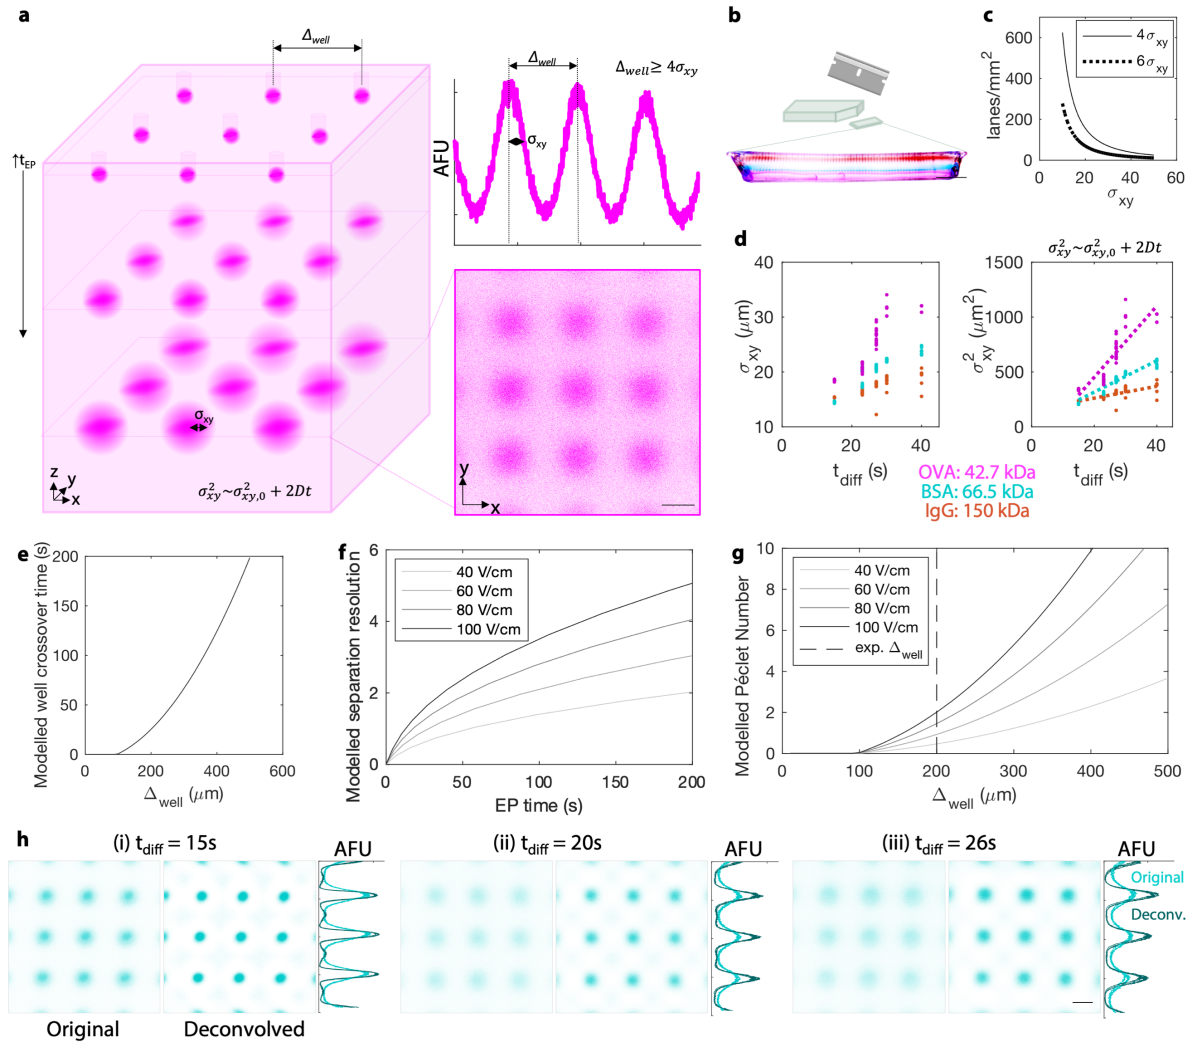 a
Δwell
tEP
σxy
z
y
x
σ²xy~σ²xy,0 + 2Dt
Δwell
Δwell ≥ 4σxy
σxy
AFU
y
x
b
c
lanes/mm²
600
400
200
0
4σxy
6σxy
0 20 40 60
σxy
d
σxy (μm)
40
30
20
10
0 20 40
tdiff (s)
σ²xy~σ²xy,0 + 2Dt
σ²xy (μm²)
1500
1000
500
0
0 20 40
tdiff (s)
OVA: 42.7 kDa
BSA: 66.5 kDa
IgG: 150 kDa
e
Modelled well crossover time (s)
200
150
100
50
0
0 200 400 600
Δwell (μm)
f
Modelled separation resolution
6
4
2
0
40 V/cm
60 V/cm
80 V/cm
100 V/cm
0 50 100 150 200
EP time (s)
g
Modelled Péclet Number
10
8
6
4
2
0
40 V/cm
60 V/cm
80 V/cm
100 V/cm
exp. Δwell
0 100 200 300 400 500
Δwell (μm)
h
(i) tdiff = 15s
AFU
(ii) tdiff = 20s
AFU
(iii) tdiff = 26s
AFU
Original
Deconv.
Original
Deconvolved